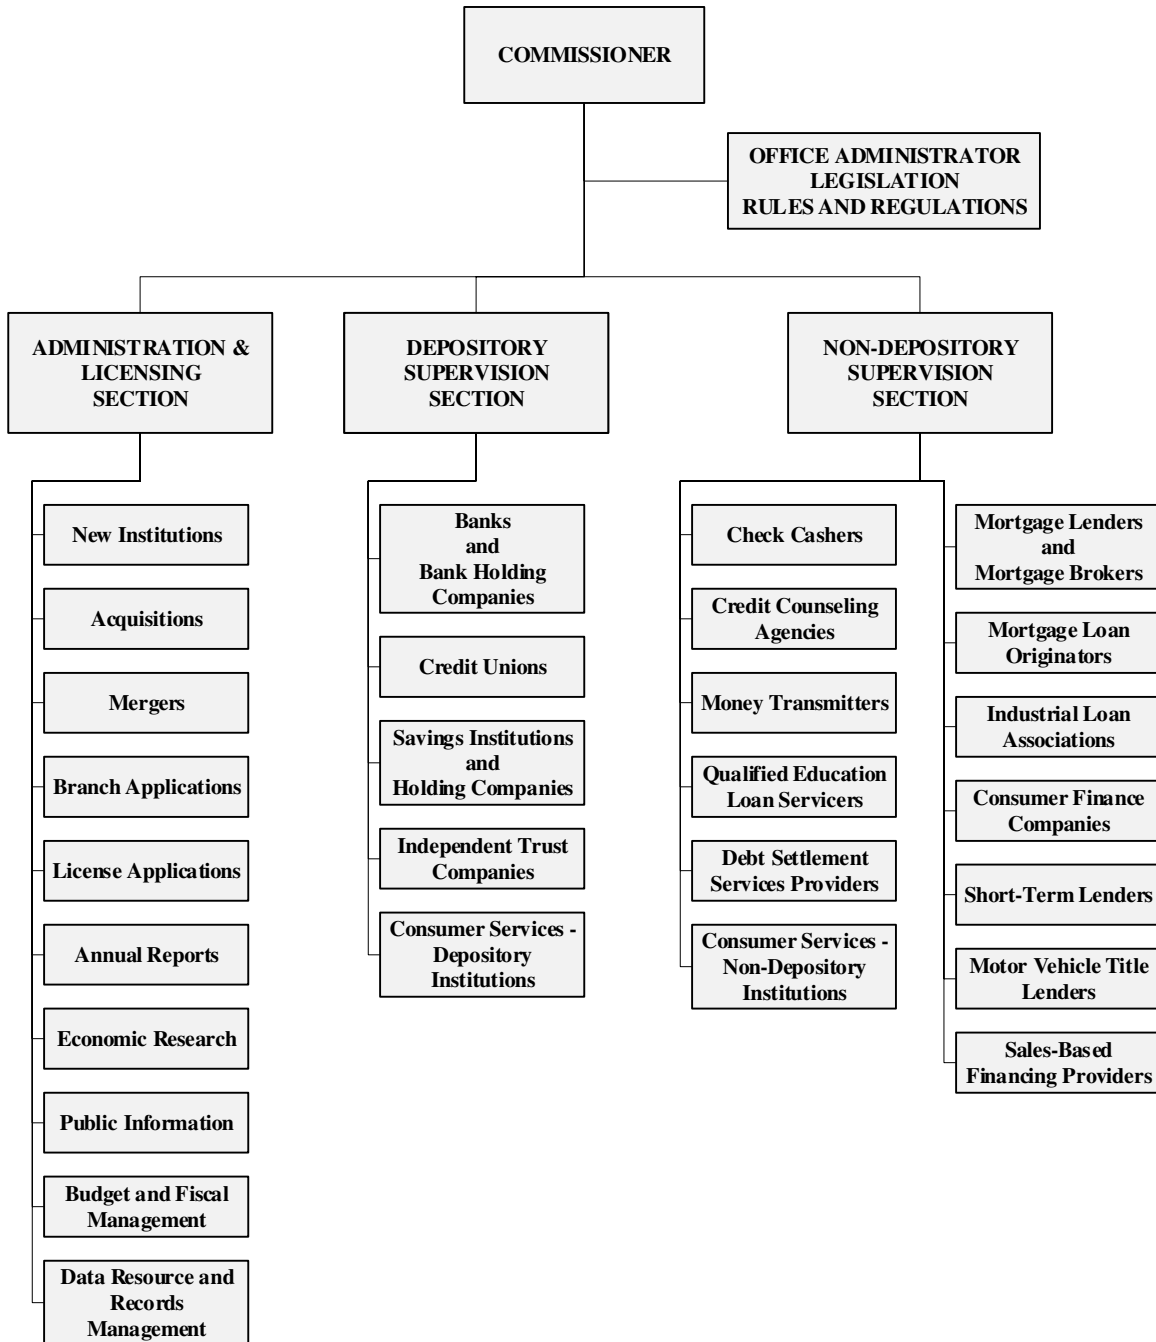 COMMISSIONER
OFFICE ADMINISTRATOR
LEGISLATION
RULES AND REGULATIONS
ADMINISTRATION &
LICENSING
SECTION
DEPOSITORY
SUPERVISION
SECTION
NON-DEPOSITORY
SUPERVISION
SECTION
New Institutions
Acquisitions
Mergers
Branch Applications
License Applications
Annual Reports
Economic Research
Public Information
Budget and Fiscal
Management
Data Resource and
Records
Management
Banks
and
Bank Holding
Companies
Credit Unions
Savings Institutions
and
Holding Companies
Independent Trust
Companies
Consumer Services -
Depository
Institutions
Check Cashers
Credit Counseling
Agencies
Money Transmitters
Qualified Education
Loan Servicers
Debt Settlement
Services Providers
Consumer Services -
Non-Depository
Institutions
Mortgage Lenders
and
Mortgage Brokers
Mortgage Loan
Originators
Industrial Loan
Associations
Consumer Finance
Companies
Short-Term Lenders
Motor Vehicle Title
Lenders
Sales-Based
Financing Providers